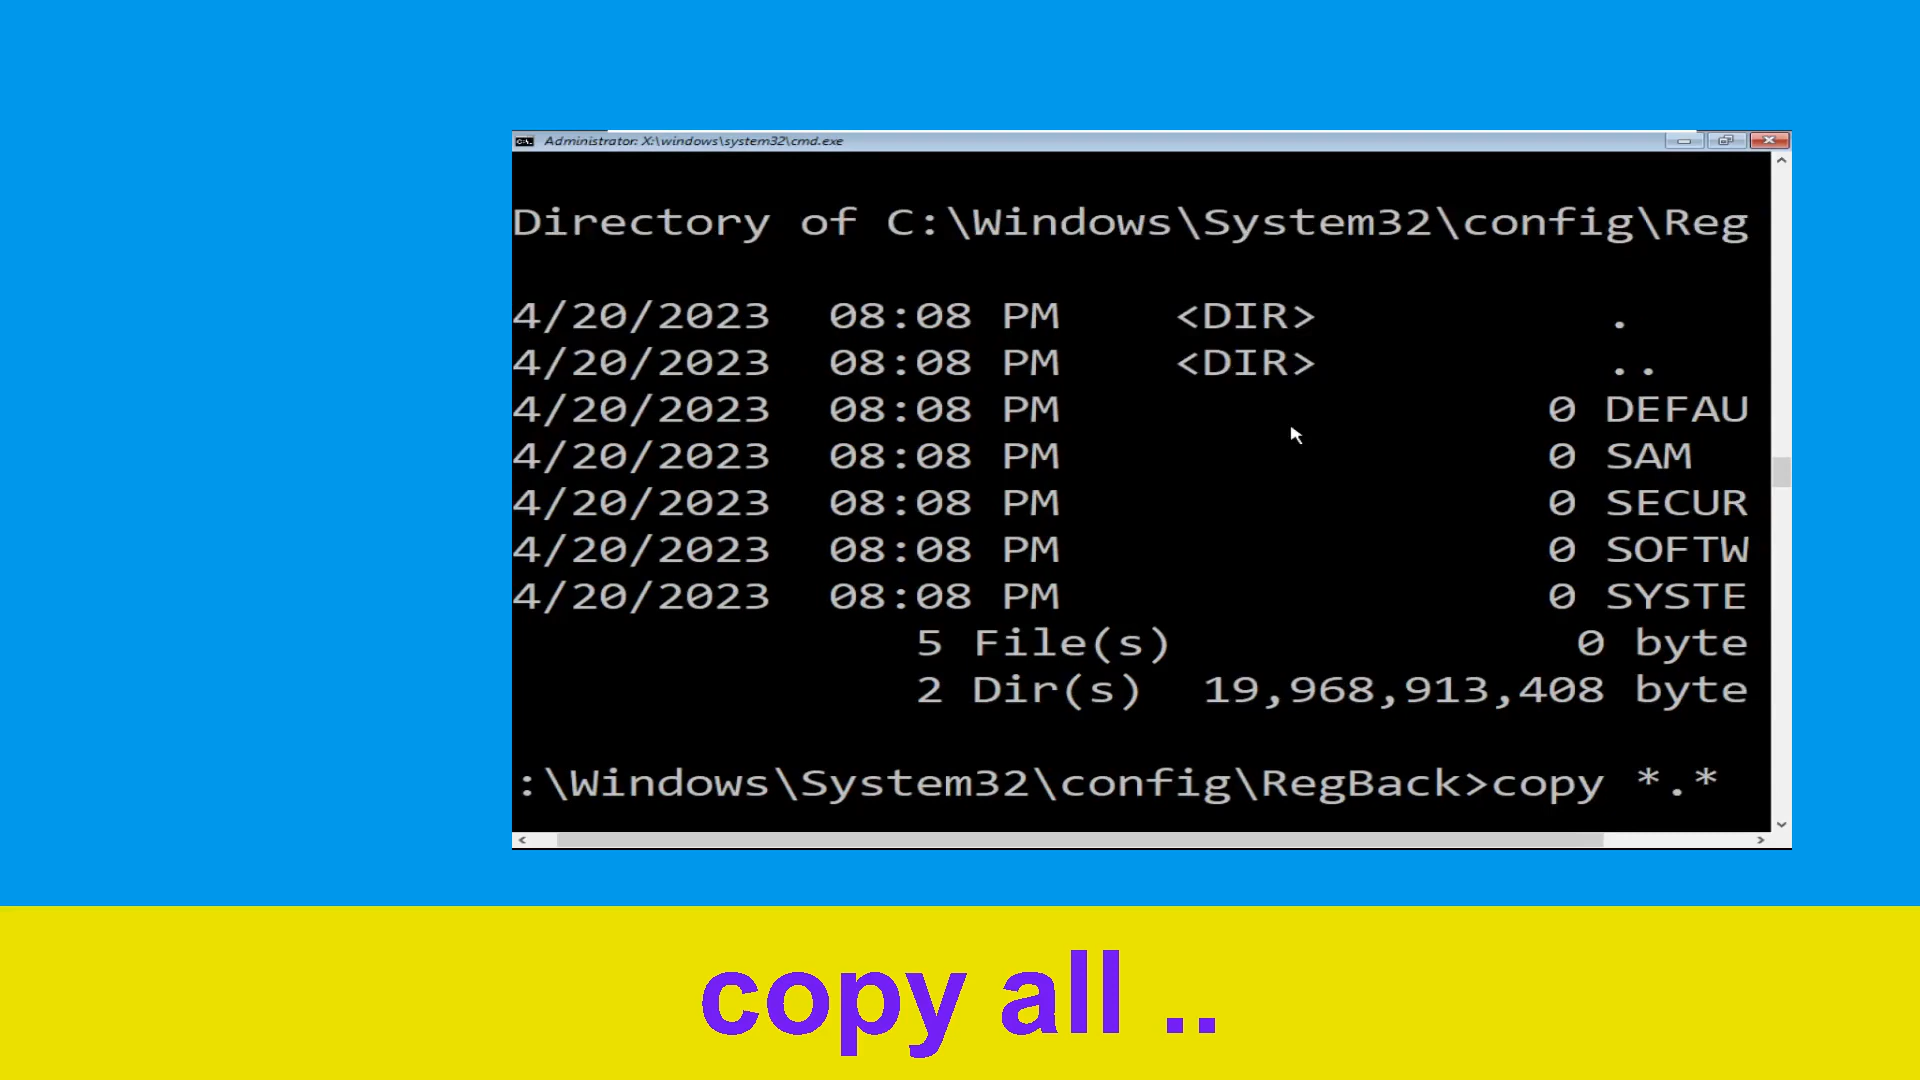 Administrator: X:\windows\system32\cmd.exe
Directory of C:\Windows\System32\config\Reg
4/20/2023 08:08 PM <DIR> .
4/20/2023 08:08 PM <DIR> ..
4/20/2023 08:08 PM 0 DEFAU
4/20/2023 08:08 PM 0 SAM
4/20/2023 08:08 PM 0 SECUR
4/20/2023 08:08 PM 0 SOFTW
4/20/2023 08:08 PM 0 SYSTE
5 File(s) 0 byte
2 Dir(s) 19,968,913,408 byte
:\Windows\System32\config\RegBack>copy *.*
copy all ..